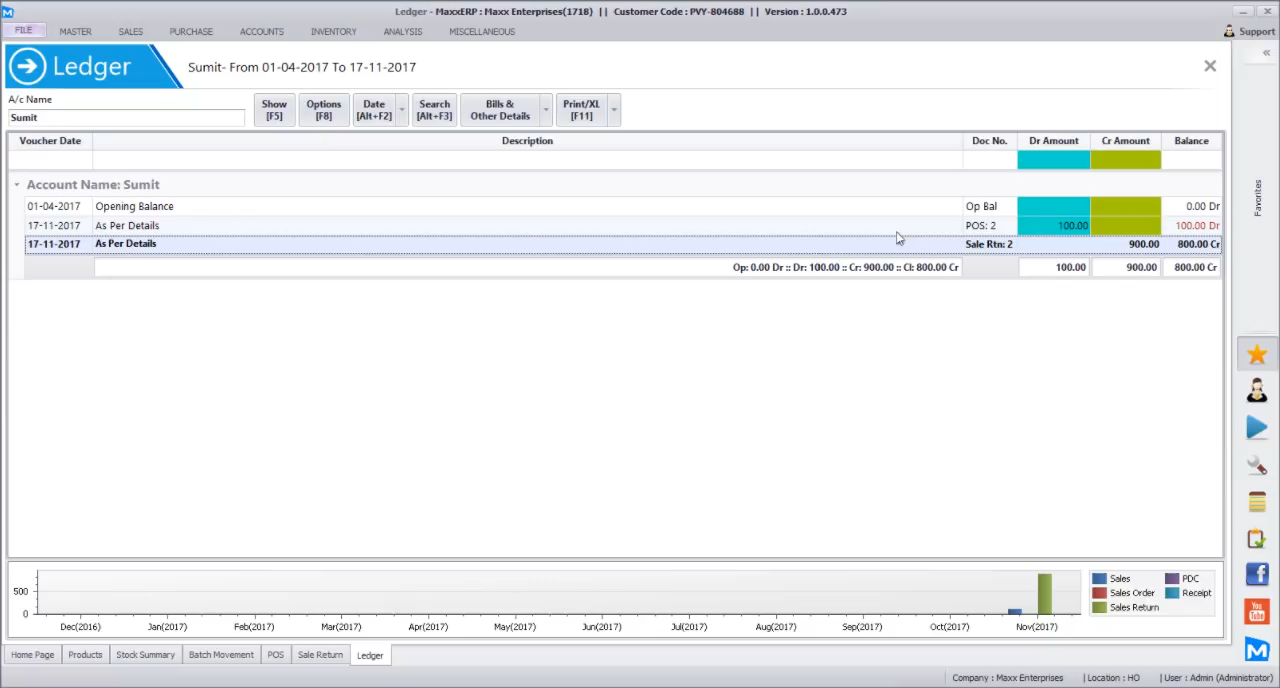 Ledger - MaxxERP : Maxx Enterprises(1718) || Customer Code : PVY-804688 || Version : 1.0.0.473
FILE MASTER SALES PURCHASE ACCOUNTS INVENTORY ANALYSIS MISCELLANEOUS Support
Ledger Sumit- From 01-04-2017 To 17-11-2017
A/c Name
Sumit
Show [F5] Options [F8] Date [Alt+F2] Search [Alt+F3] Bills & Other Details Print/XL [F11]
Voucher Date Description Doc No. Dr Amount Cr Amount Balance
Account Name: Sumit
01-04-2017 Opening Balance Op Bal 0.00 Dr
17-11-2017 As Per Details POS: 2 100.00 100.00 Dr
17-11-2017 As Per Details Sale Rtn: 2 900.00 800.00 Cr
Op: 0.00 Dr :: Dr: 100.00 :: Cr: 900.00 :: Cl: 800.00 Cr 100.00 900.00 800.00 Cr
Favorites
500
0
Dec(2016) Jan(2017) Feb(2017) Mar(2017) Apr(2017) May(2017) Jun(2017) Jul(2017) Aug(2017) Sep(2017) Oct(2017) Nov(2017)
Sales PDC
Sales Order Receipt
Sales Return
You
Tube
Home Page Products Stock Summary Batch Movement POS Sale Return Ledger
Company : Maxx Enterprises | Location : HO | User : Admin (Administrator)